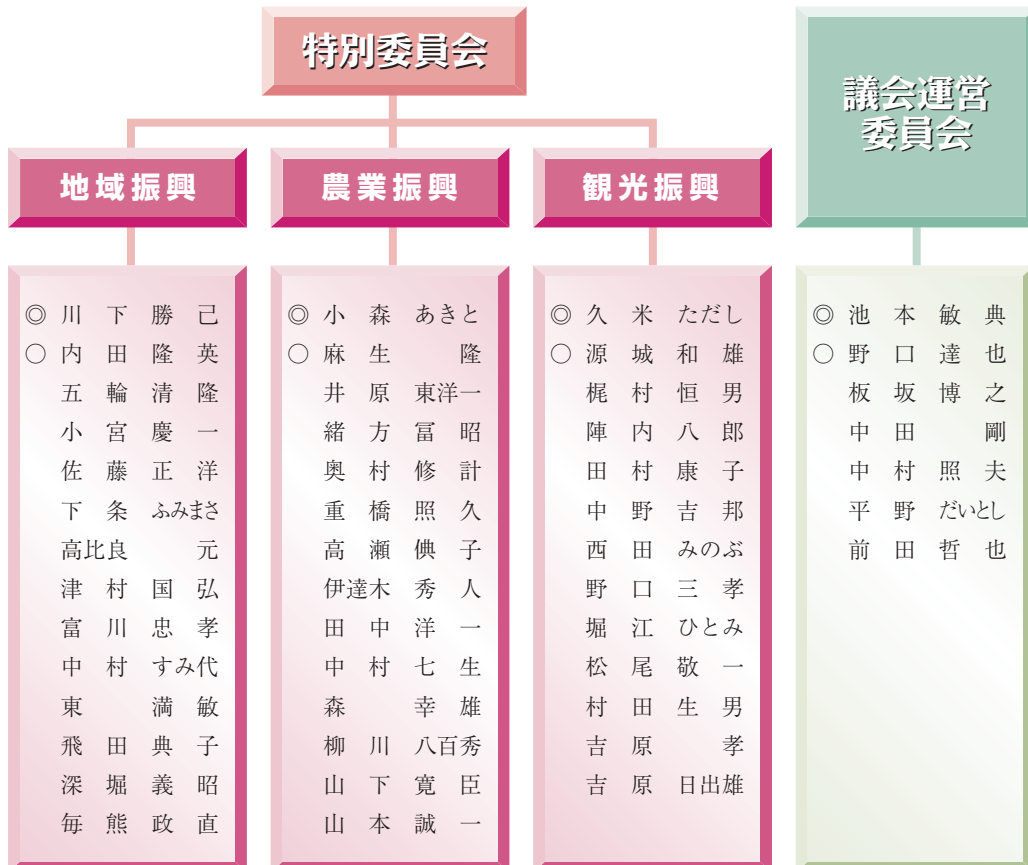 特別委員会
地域振興
◎ 川下勝己
○ 内田隆英
五輪清隆
小宮慶一
佐藤正洋
下条ふみまさ
高比良元
津村国弘
富川忠孝
中村すみ代
東満敏
飛田典子
深堀義昭
毎熊政直
農業振興
◎ 小森あきと
○ 麻生隆
井原東洋一
緒方冨昭
奥村修計
重橋照久
高瀬倎子
伊達木秀人
田中洋一
中村七生
森幸雄
柳川八百秀
山下寛臣
山本誠一
観光振興
◎ 久米ただし
○ 源城和雄
梶村恒男
陣内八郎
田村康子
中野吉邦
西田みのぶ
野口三孝
堀江ひとみ
松尾敬一
村田生男
吉原孝
吉原日出雄
議会運営
委員会
◎ 池本敏典
○ 野口達也
板坂博之
中田剛
中村照夫
平野だいとし
前田哲也